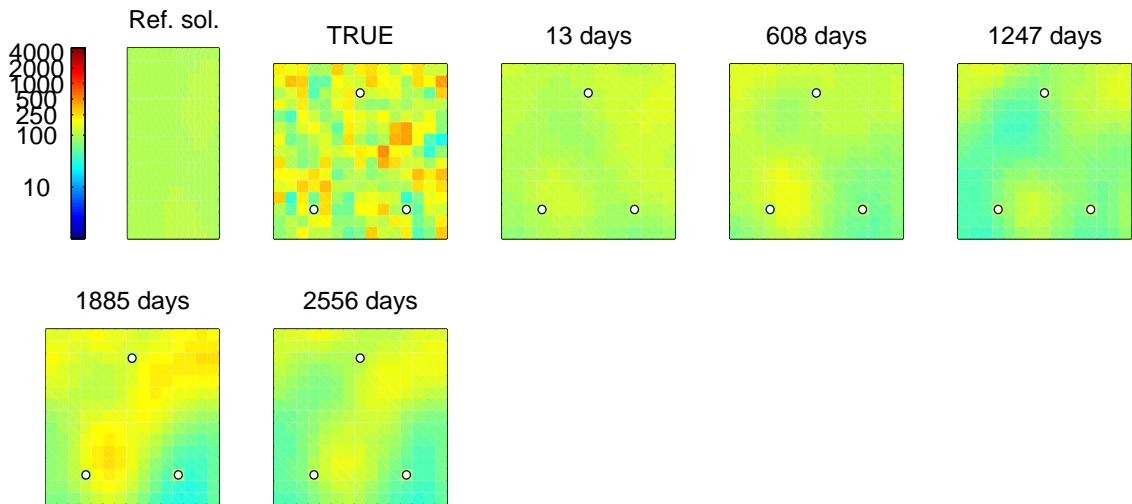 Ref. sol.
TRUE
13 days
608 days
1247 days
4000
2000
1000
500
250
100
10
1885 days
2556 days